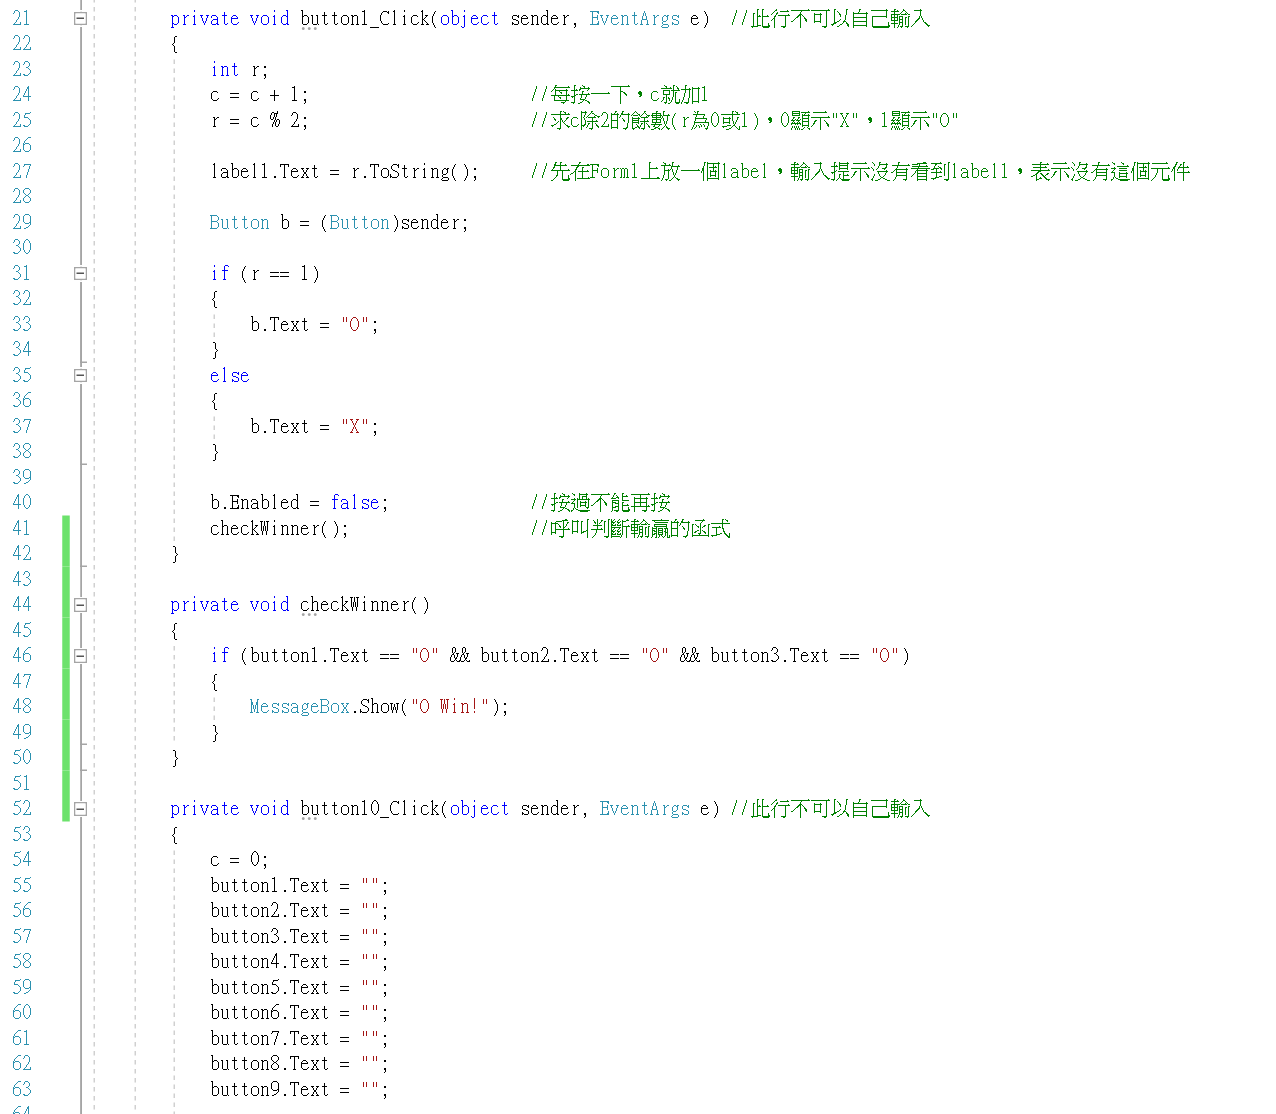 21 private void button1_Click(object sender, EventArgs e) //此行不可以自己輸入
22 {
23 int r;
24 c = c + 1; //每按一下，c就加1
25 r = c % 2; //求c除2的餘數(r為0或1)，0顯示"X"，1顯示"O"
26
27 label1.Text = r.ToString(); //先在Form1上放一個label，輸入提示沒有看到label1，表示沒有這個元件
28
29 Button b = (Button)sender;
30
31 if (r == 1)
32 {
33 b.Text = "O";
34 }
35 else
36 {
37 b.Text = "X";
38 }
39
40 b.Enabled = false; //按過不能再按
41 checkWinner(); //呼叫判斷輸贏的函式
42 }
43
44 private void checkWinner()
45 {
46 if (button1.Text == "O" && button2.Text == "O" && button3.Text == "O")
47 {
48 MessageBox.Show("O Win!");
49 }
50 }
51
52 private void button10_Click(object sender, EventArgs e) //此行不可以自己輸入
53 {
54 c = 0;
55 button1.Text = "";
56 button2.Text = "";
57 button3.Text = "";
58 button4.Text = "";
59 button5.Text = "";
60 button6.Text = "";
61 button7.Text = "";
62 button8.Text = "";
63 button9.Text = "";
64